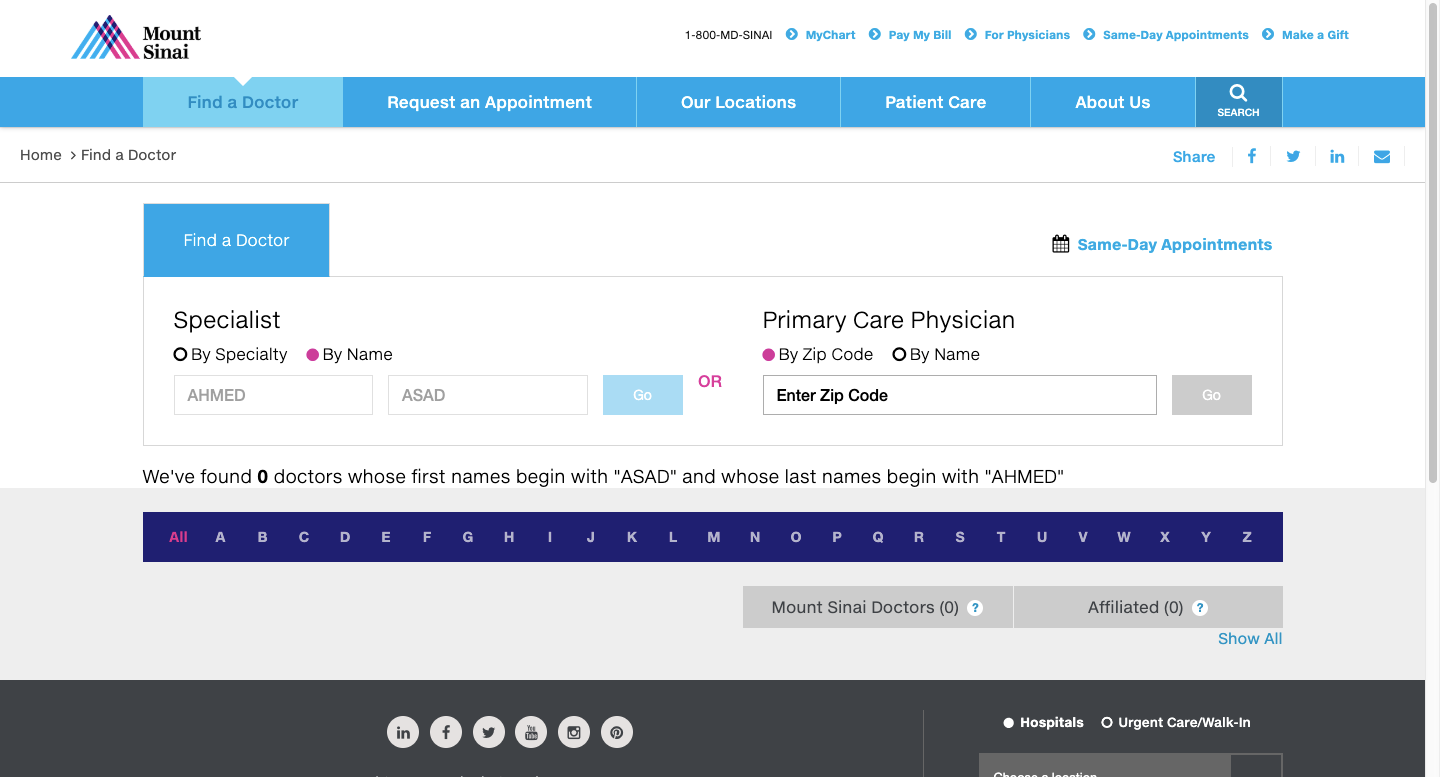 Mount
Sinai
1-800-MD-SINAI MyChart Pay My Bill For Physicians Same-Day Appointments Make a Gift
Find a Doctor Request an Appointment Our Locations Patient Care About Us SEARCH
Home > Find a Doctor
Share
Find a Doctor
Same-Day Appointments
Specialist
By Specialty By Name
AHMED ASAD Go
OR
Primary Care Physician
By Zip Code By Name
Enter Zip Code Go
We've found 0 doctors whose first names begin with "ASAD" and whose last names begin with "AHMED"
All A B C D E F G H I J K L M N O P Q R S T U V W X Y Z
Mount Sinai Doctors (0) ? Affiliated (0) ?
Show All
Hospitals Urgent Care/Walk-In
Choose a location